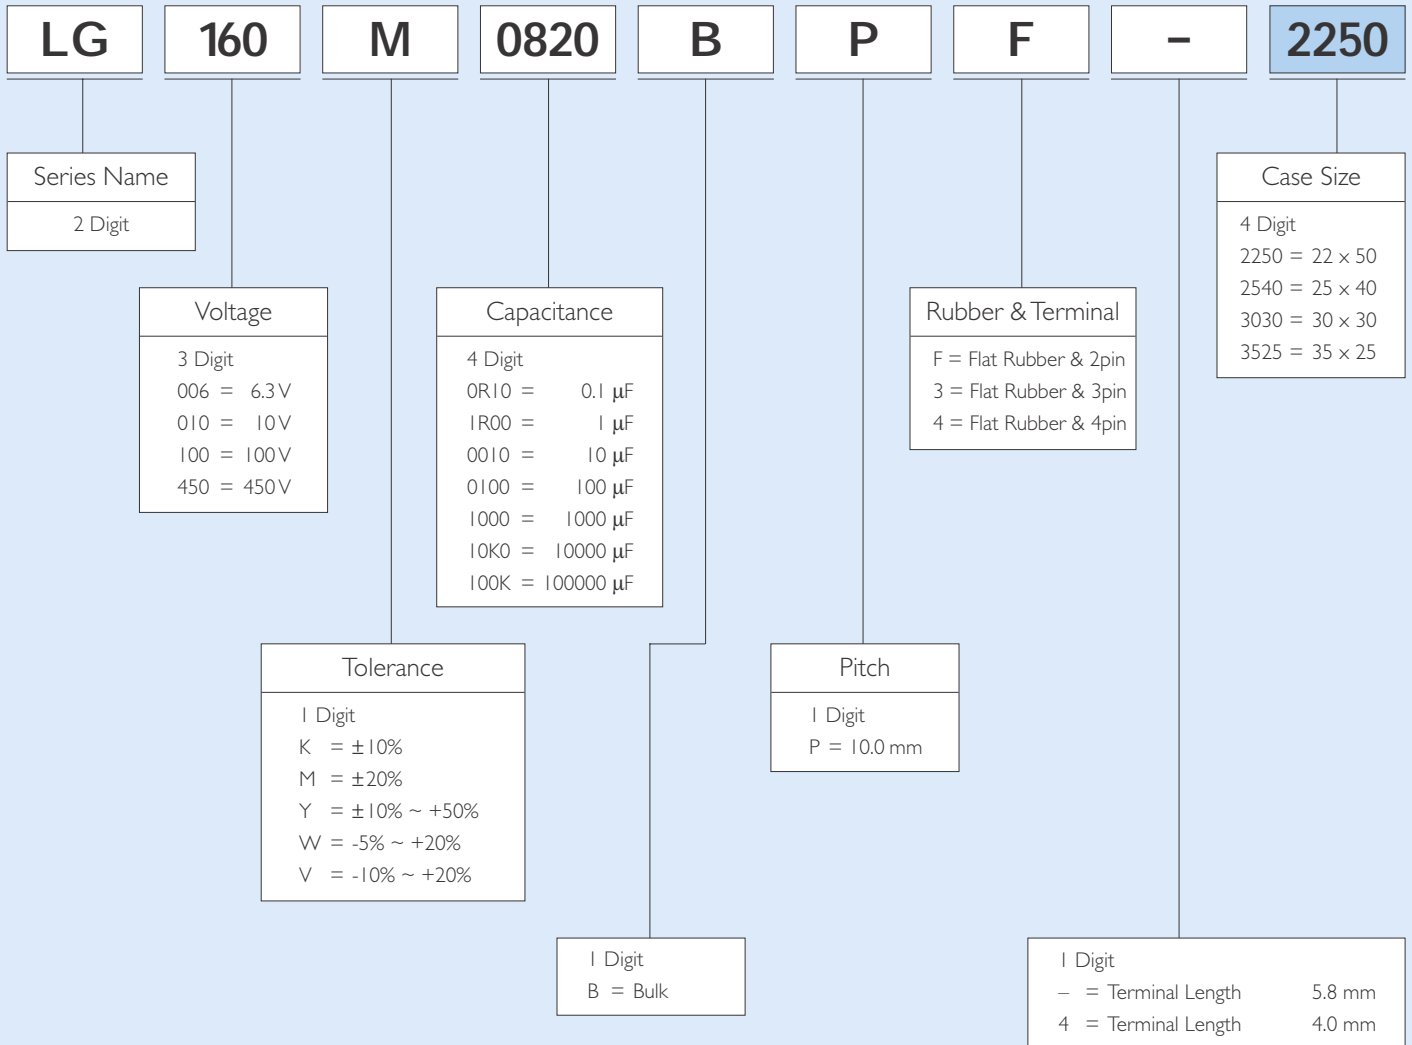 LG 160 M 0820 B P F – 2250
Series Name
2 Digit
Voltage
3 Digit
006 = 6.3 V
010 = 10 V
100 = 100 V
450 = 450 V
Capacitance
4 Digit
0R10 = 0.1 µF
1R00 = 1 µF
0010 = 10 µF
0100 = 100 µF
1000 = 1000 µF
10K0 = 10000 µF
100K = 100000 µF
Rubber & Terminal
F = Flat Rubber & 2pin
3 = Flat Rubber & 3pin
4 = Flat Rubber & 4pin
Case Size
4 Digit
2250 = 22 x 50
2540 = 25 x 40
3030 = 30 x 30
3525 = 35 x 25
Tolerance
1 Digit
K = ±10%
M = ±20%
Y = ±10% ~ +50%
W = -5% ~ +20%
V = -10% ~ +20%
Pitch
1 Digit
P = 10.0 mm
1 Digit
B = Bulk
1 Digit
– = Terminal Length 5.8 mm
4 = Terminal Length 4.0 mm